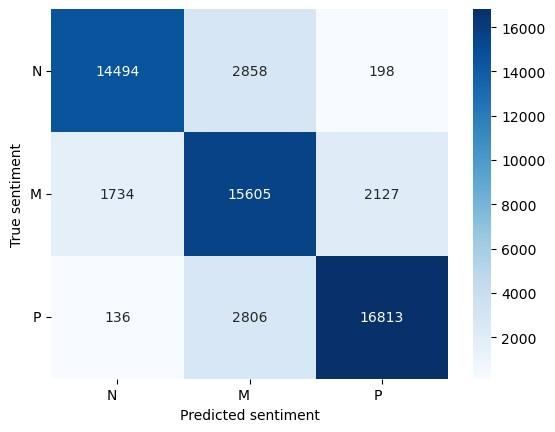 N 14494 2858 198
M 1734 15605 2127
P 136 2806 16813
N M P
Predicted sentiment
True sentiment
16000
14000
12000
10000
8000
6000
4000
2000